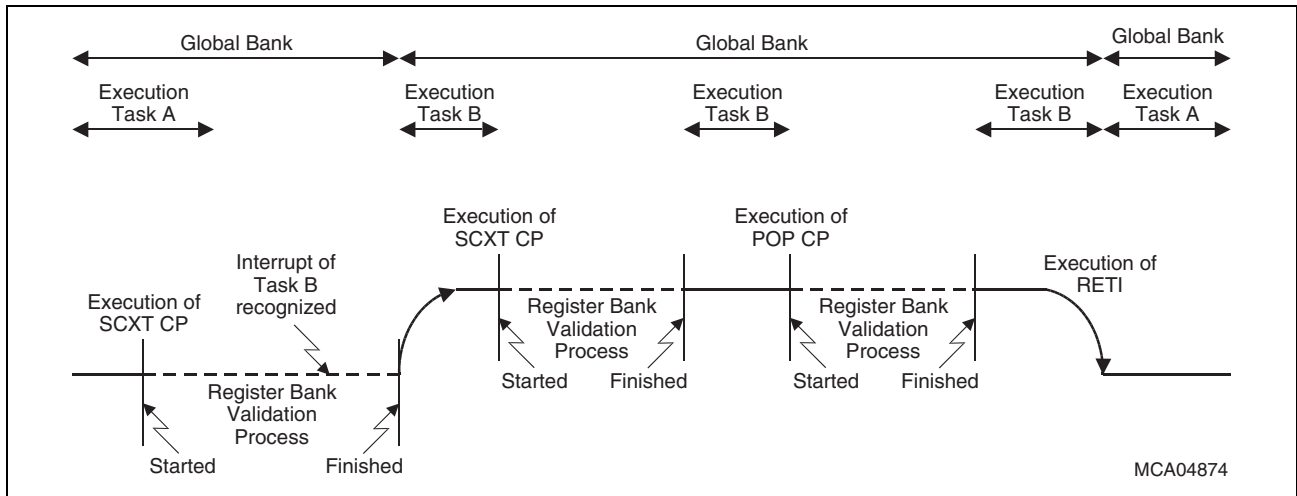 Global Bank
Global Bank
Global Bank
Execution
Task A
Execution
Task B
Execution
Task B
Execution
Task B
Execution
Task A
Execution of
SCXT CP
Interrupt of
Task B
recognized
Execution of
SCXT CP
Execution of
POP CP
Execution of
RETI
Register Bank
Validation
Process
Started
Finished
Register Bank
Validation
Process
Started
Finished
Register Bank
Validation
Process
Started
Finished
MCA04874